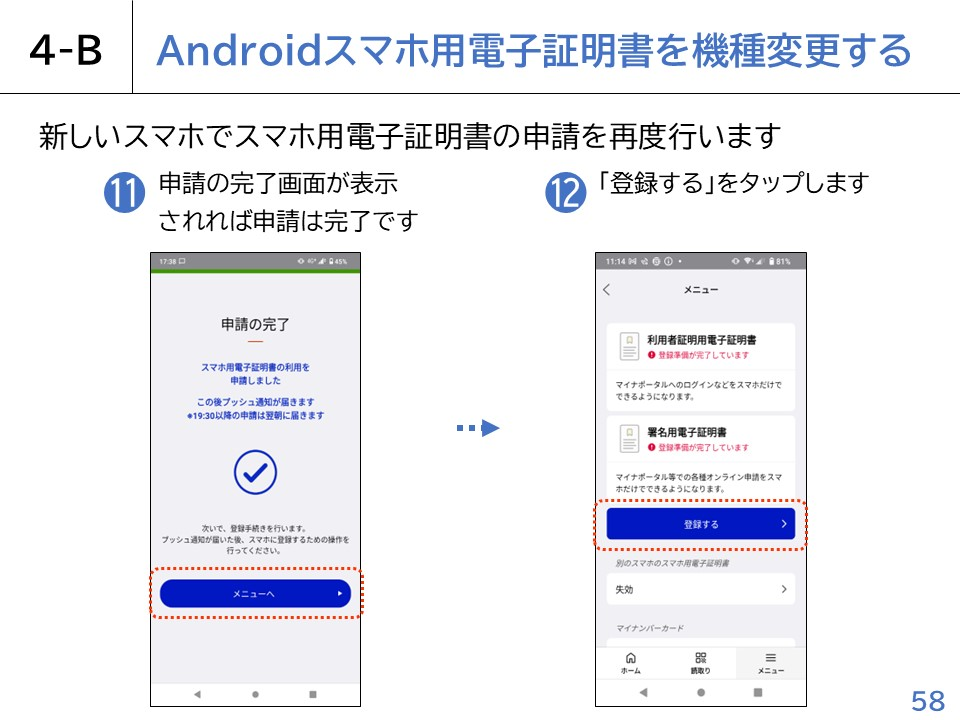 4-B
Androidスマホ用電子証明書を機種変更する
新しいスマホでスマホ用電子証明書の申請を再度行います
⑪
申請の完了画面が表示
されれば申請は完了です
17:38
4G+
45%
申請の完了
スマホ用電子証明書の利用を
申請しました
この後プッシュ通知が届きます
※19:30以降の申請は翌朝に届きます
次いで、登録手続きを行います。
プッシュ通知が届いた後、スマホに登録するための操作を
行ってください。
メニューへ
⑫
「登録する」をタップします
11:14
81%
メニュー
利用者証明用電子証明書
登録準備が完了しています
マイナポータルへのログインなどをスマホだけで
できるようになります。
署名用電子証明書
登録準備が完了しています
マイナポータル等での各種オンライン申請をスマ
ホだけでできるようになります。
登録する
別のスマホのスマホ用電子証明書
失効
マイナンバーカード
ホーム
読取り
メニュー
58